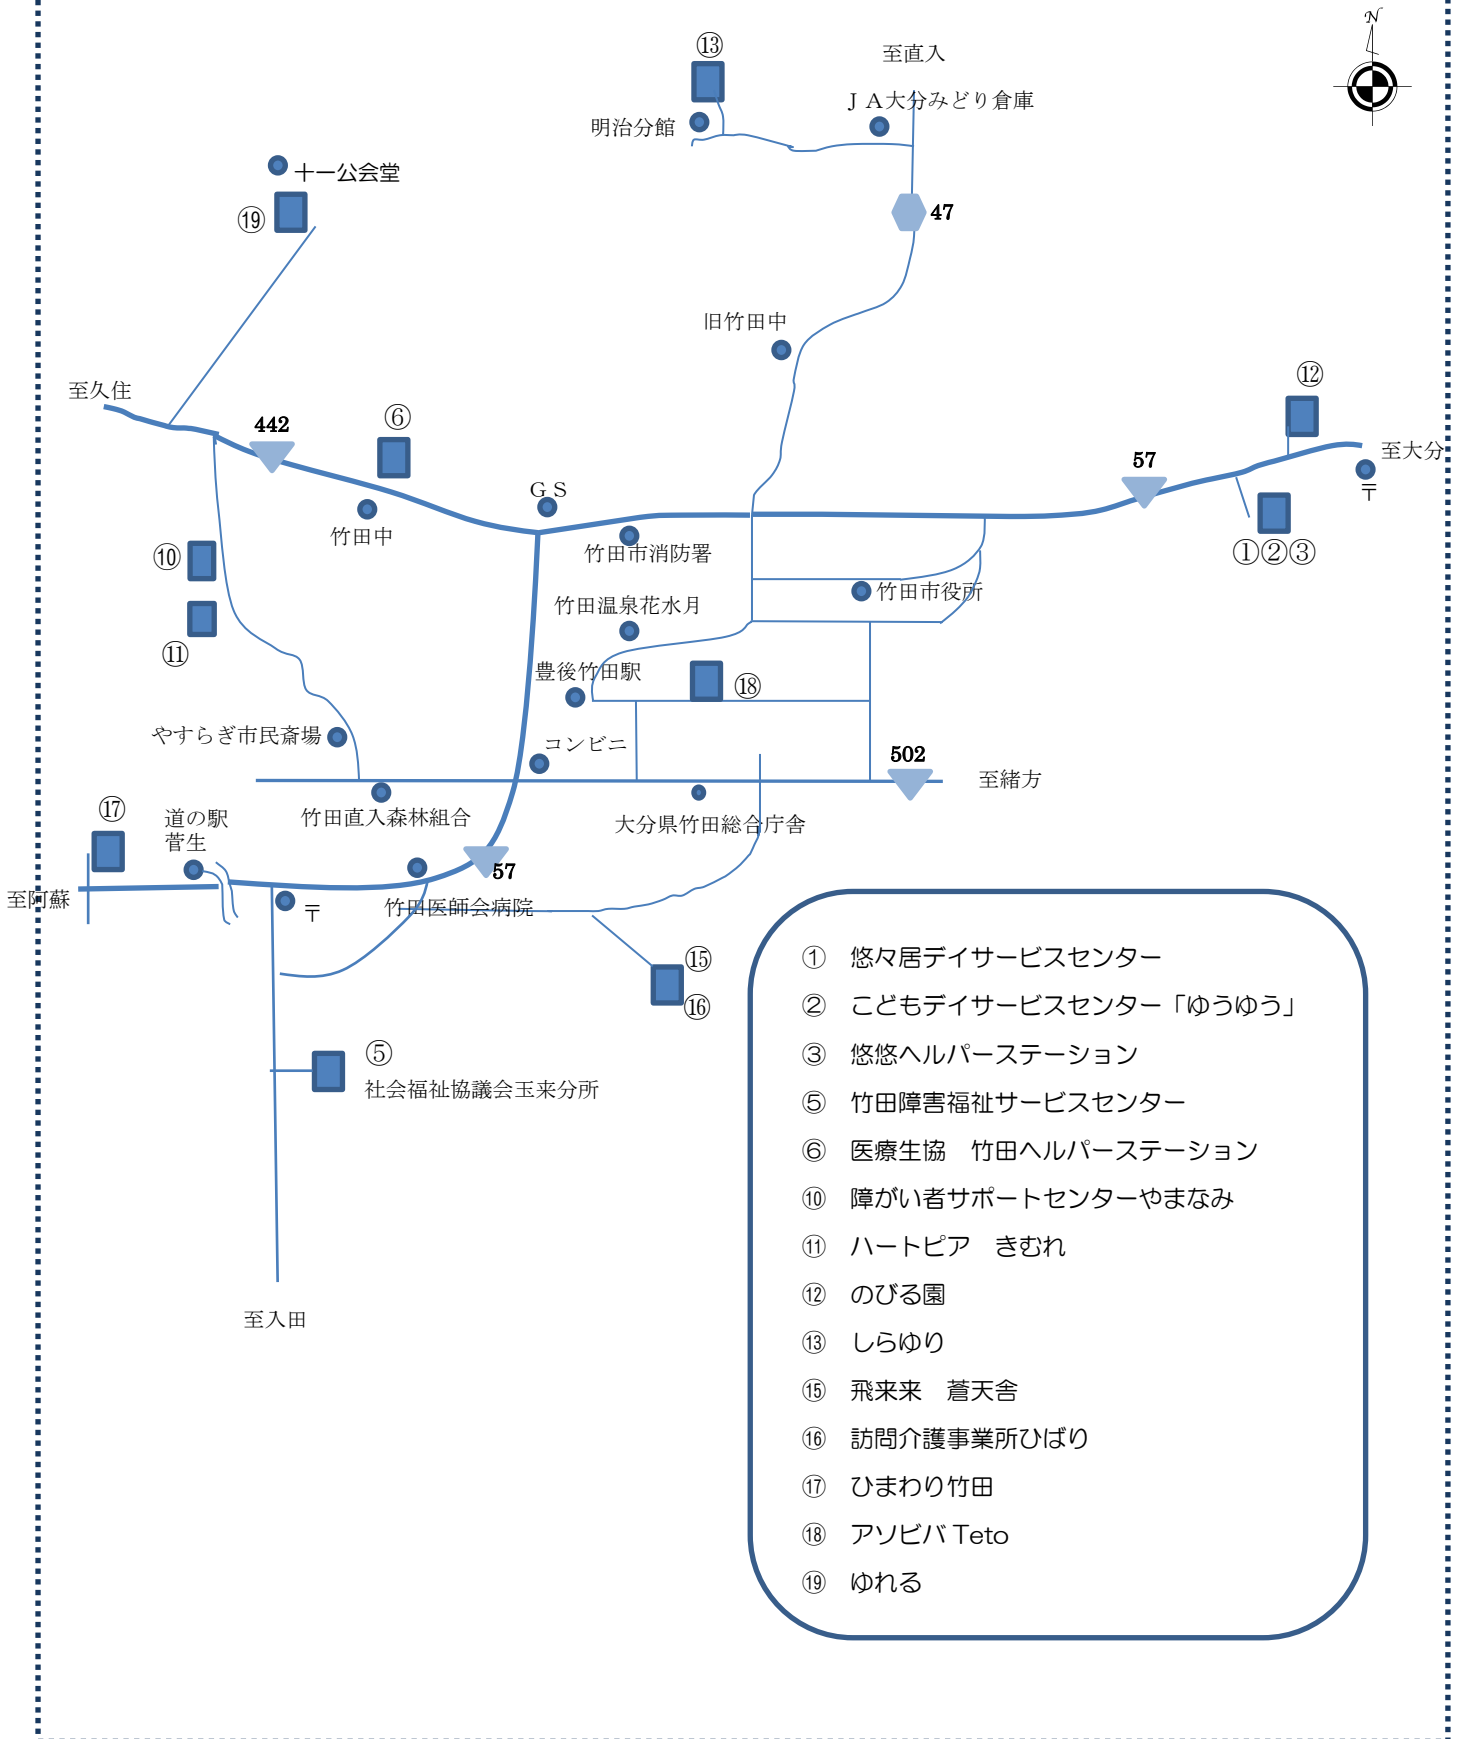 N
⑬
至直入
ＪＡ大分みどり倉庫
明治分館
十一公会堂
⑲
47
旧竹田中
至久住
442
⑥
⑫
至大分
57
〒
ＧＳ
竹田中
竹田市消防署
①②③
⑩
竹田市役所
竹田温泉花水月
⑪
豊後竹田駅
⑱
やすらぎ市民斎場
コンビニ
502
至緒方
⑰
道の駅
菅生
竹田直入森林組合
大分県竹田総合庁舎
57
至阿蘇
〒
竹田医師会病院
⑮
⑯
⑤
社会福祉協議会玉来分所
至入田
①　悠々居デイサービスセンター
②　こどもデイサービスセンター「ゆうゆう」
③　悠悠ヘルパーステーション
⑤　竹田障害福祉サービスセンター
⑥　医療生協　竹田ヘルパーステーション
⑩　障がい者サポートセンターやまなみ
⑪　ハートピア　きむれ
⑫　のびる園
⑬　しらゆり
⑮　飛来来　蒼天舎
⑯　訪問介護事業所ひばり
⑰　ひまわり竹田
⑱　アソビバ Teto
⑲　ゆれる